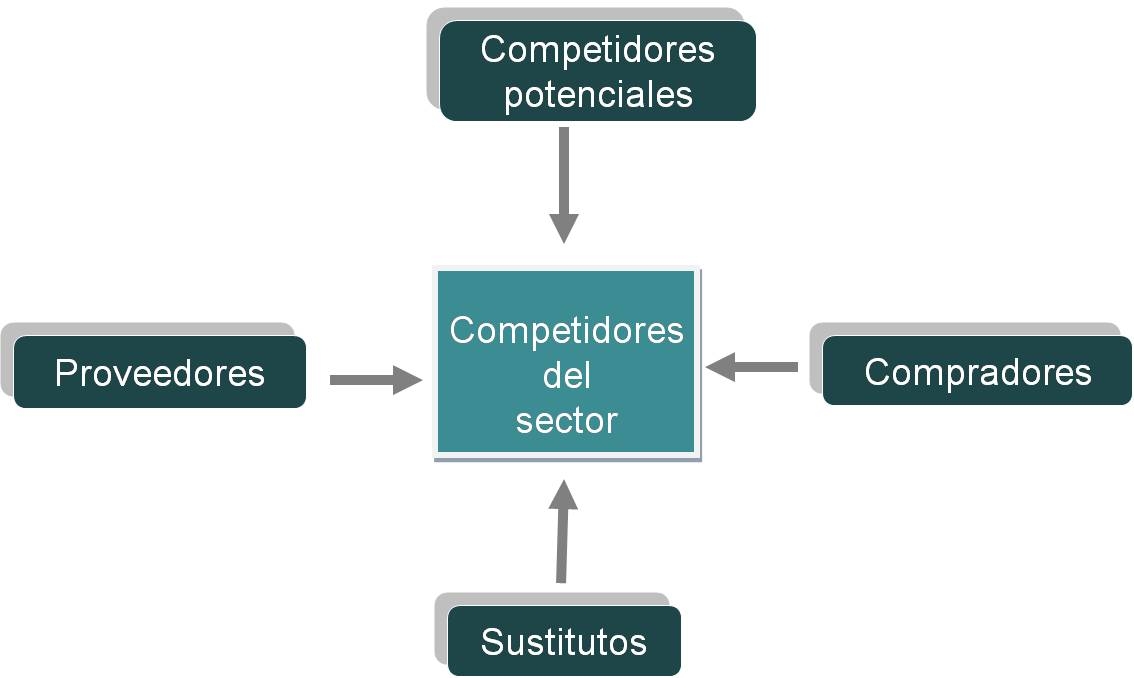 Competidores
potenciales
Proveedores
Competidores
del
sector
Compradores
Sustitutos